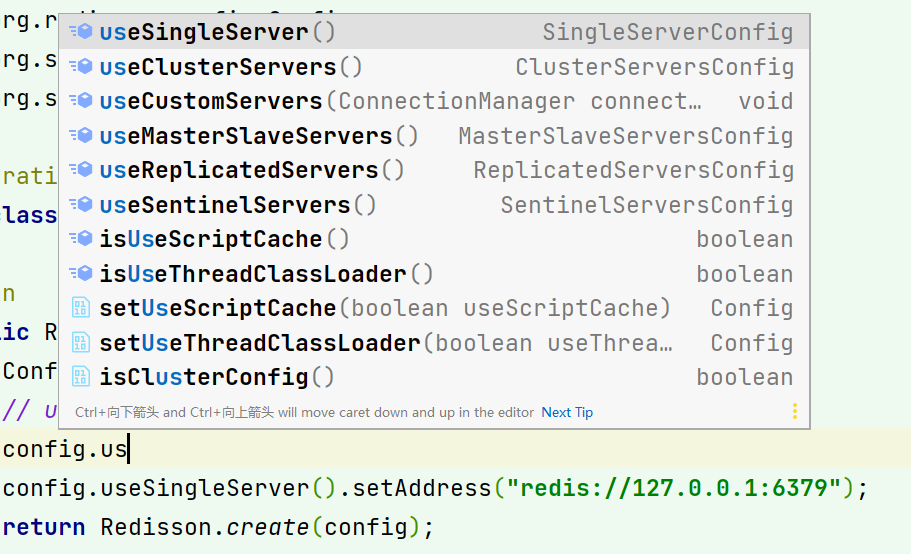 rg.r
useSingleServer() SingleServerConfig
rg.s
useClusterServers() ClusterServersConfig
rg.s
useCustomServers(ConnectionManager connect… void
useMasterSlaveServers() MasterSlaveServersConfig
rati
useReplicatedServers() ReplicatedServersConfig
class
useSentinelServers() SentinelServersConfig
isUseScriptCache() boolean
isUseThreadClassLoader() boolean
n
setUseScriptCache(boolean useScriptCache) Config
ic R
setUseThreadClassLoader(boolean useThrea… Config
Conf
isClusterConfig() boolean
// u
Ctrl+向下箭头 and Ctrl+向上箭头 will move caret down and up in the editor Next Tip
config.us
config.useSingleServer().setAddress("redis://127.0.0.1:6379");
return Redisson.create(config);